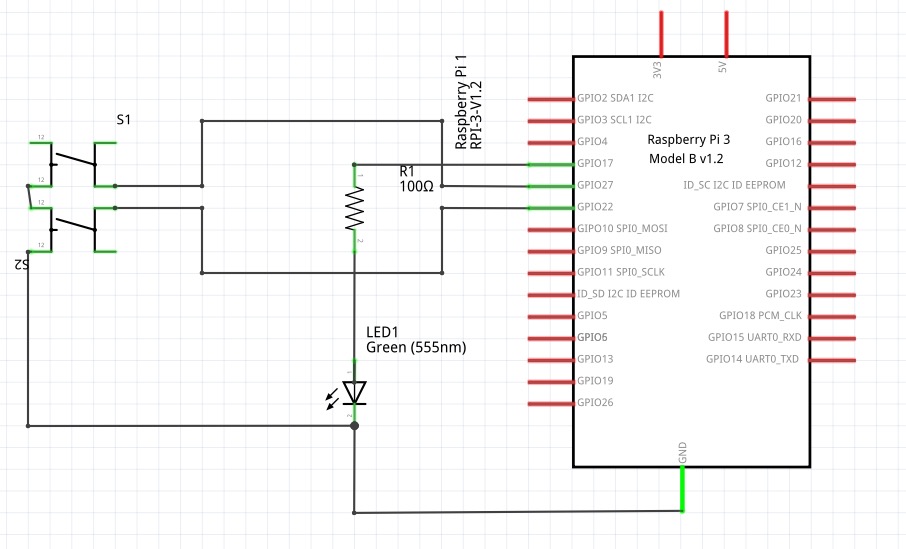 S1
12
12
12
12
S2
Raspberry Pi 1
RPI-3-V1.2
R1
100Ω
1
2
LED1
Green (555nm)
1
2
3V3
5V
Raspberry Pi 3
Model B v1.2
GPIO2 SDA1 I2C
GPIO3 SCL1 I2C
GPIO4
GPIO17
GPIO27
GPIO22
GPIO10 SPI0_MOSI
GPIO9 SPI0_MISO
GPIO11 SPI0_SCLK
ID_SD I2C ID EEPROM
GPIO5
GPIO6
GPIO13
GPIO19
GPIO26
GPIO21
GPIO20
GPIO16
GPIO12
ID_SC I2C ID EEPROM
GPIO7 SPI0_CE1_N
GPIO8 SPI0_CE0_N
GPIO25
GPIO24
GPIO23
GPIO18 PCM_CLK
GPIO15 UART0_RXD
GPIO14 UART0_TXD
GND